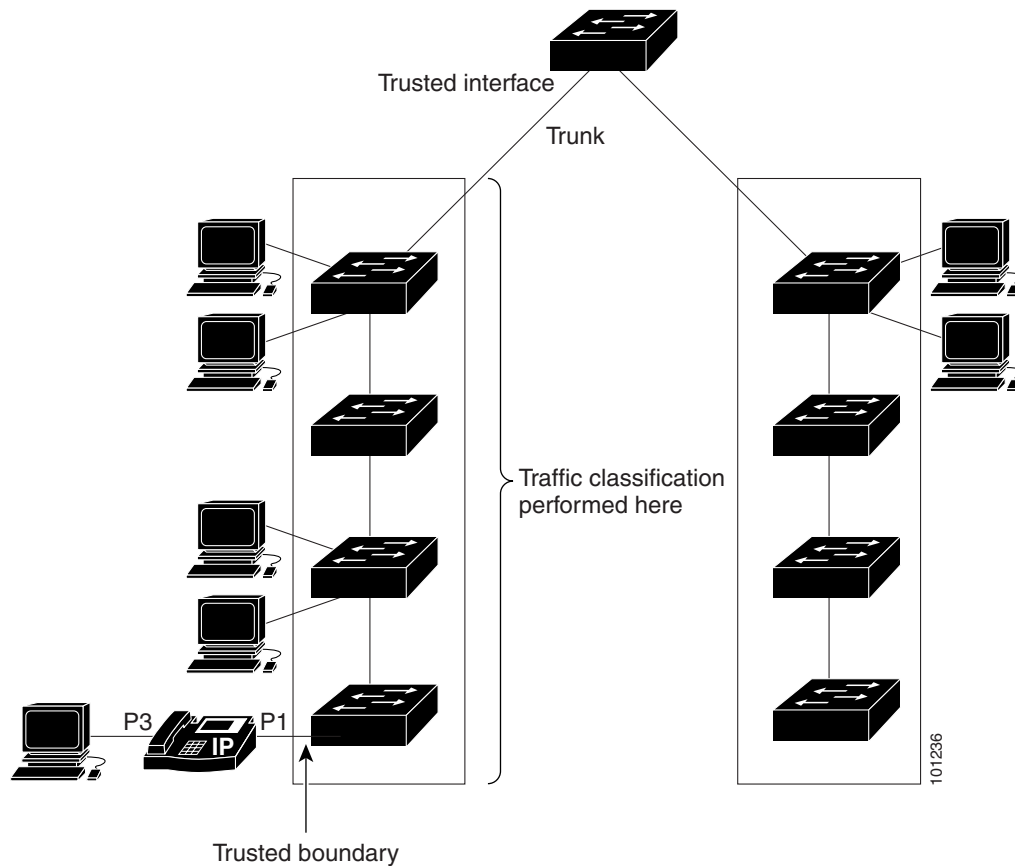 Trusted interface
Trunk
Traffic classification
performed here
P3
IP
P1
101236
Trusted boundary